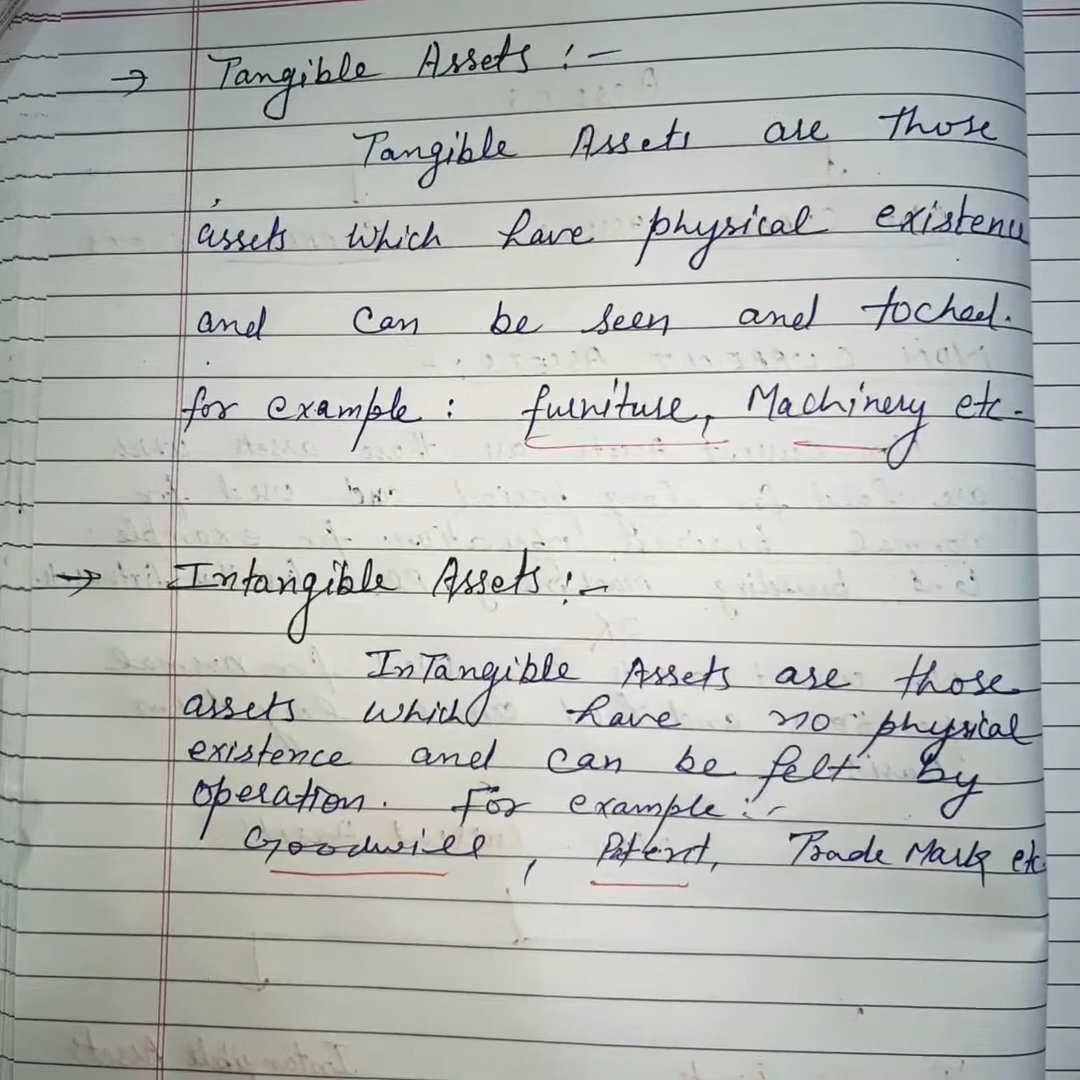 → Tangible Assets :-
Tangible Assets are those
assets which have physical existence
and can be seen and toched.
for example : furniture, Machinery etc.
→ Intangible Assets :-
InTangible Assets are those
assets which have no physical
existence and can be felt by
operation. For example :-
Goodwill, Patent, Trade Mark etc